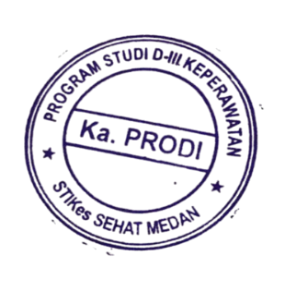 PROGRAM STUDI D-III KEPERAWATAN
Ka. PRODI
STIKes SEHAT MEDAN